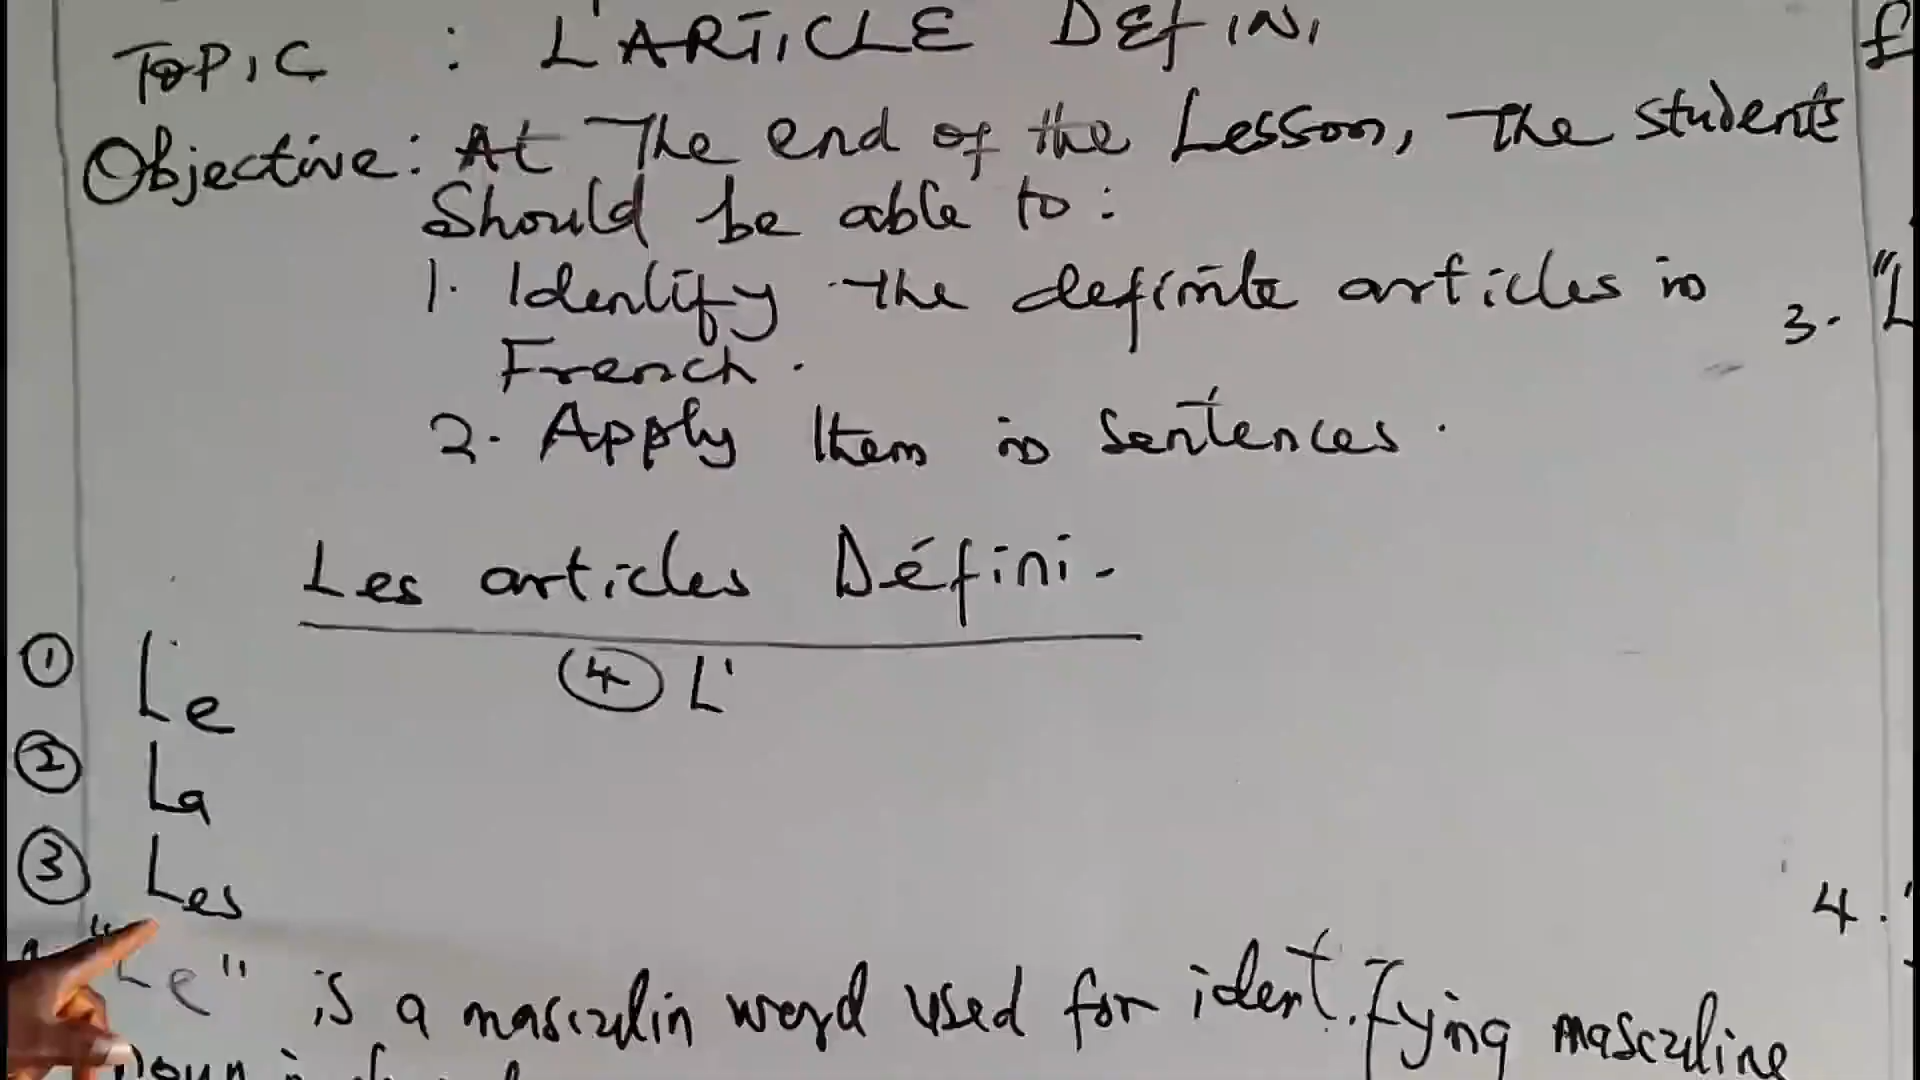 TOPIC : L'ARTICLE DEFINI
Objective: At The end of the Lesson, The students
Should be able to:
1. Identify the definite articles in
French.
2. Apply them in Sentences.
Les articles Défini-
① Le
④ L'
② La
③ Les
"Le" is a masculin word used for identifying masculine
3. "L
4.